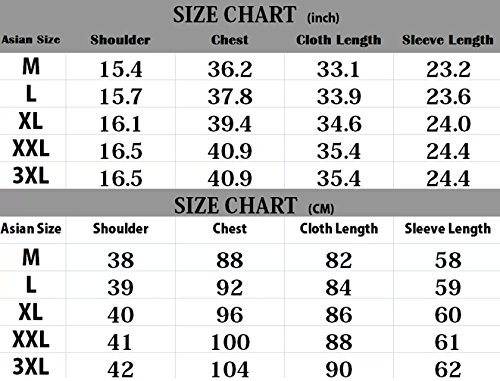 SIZE CHART (inch)
Asian Size Shoulder Chest Cloth Length Sleeve Length
M 15.4 36.2 33.1 23.2
L 15.7 37.8 33.9 23.6
XL 16.1 39.4 34.6 24.0
XXL 16.5 40.9 35.4 24.4
3XL 16.5 40.9 35.4 24.4
SIZE CHART (CM)
Asian Size Shoulder Chest Cloth Length Sleeve Length
M 38 88 82 58
L 39 92 84 59
XL 40 96 86 60
XXL 41 100 88 61
3XL 42 104 90 62